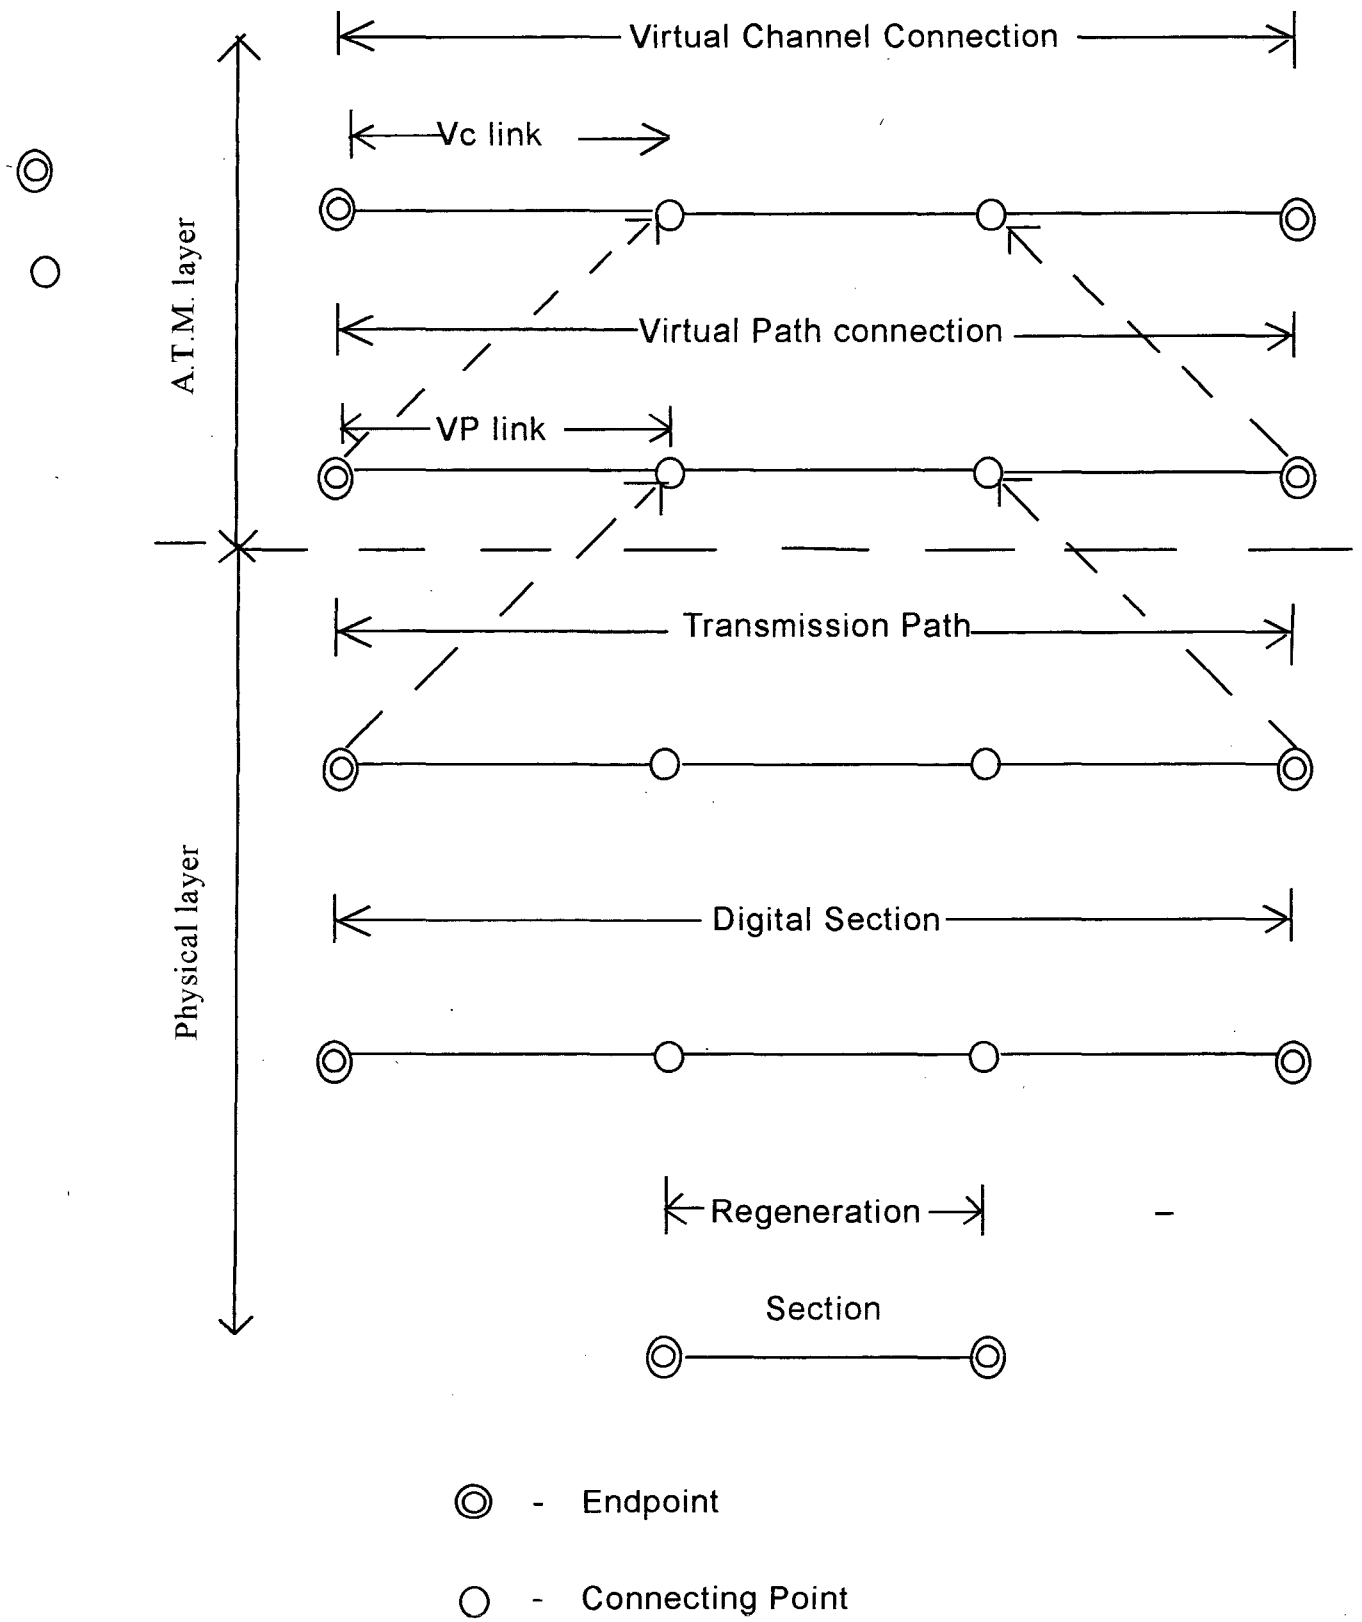 Virtual Channel Connection
Vc link
A.T.M. layer
Virtual Path connection
VP link
Transmission Path
Physical layer
Digital Section
Regeneration
Section
- Endpoint
- Connecting Point